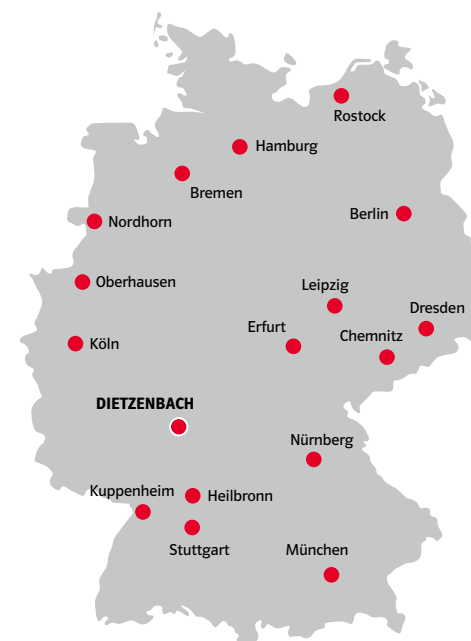 Rostock
Hamburg
Bremen
Berlin
Nordhorn
Oberhausen
Leipzig
Dresden
Erfurt
Chemnitz
Köln
DIETZENBACH
Nürnberg
Kuppenheim
Heilbronn
Stuttgart
München